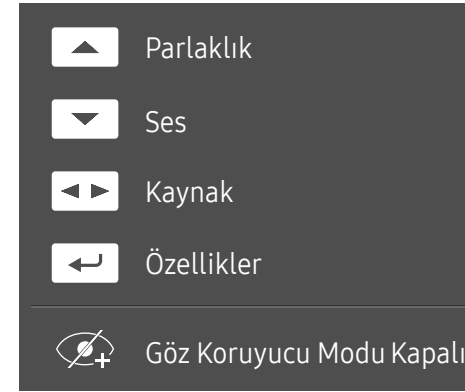 Parlaklık
Ses
Kaynak
Özellikler
Göz Koruyucu Modu Kapalı